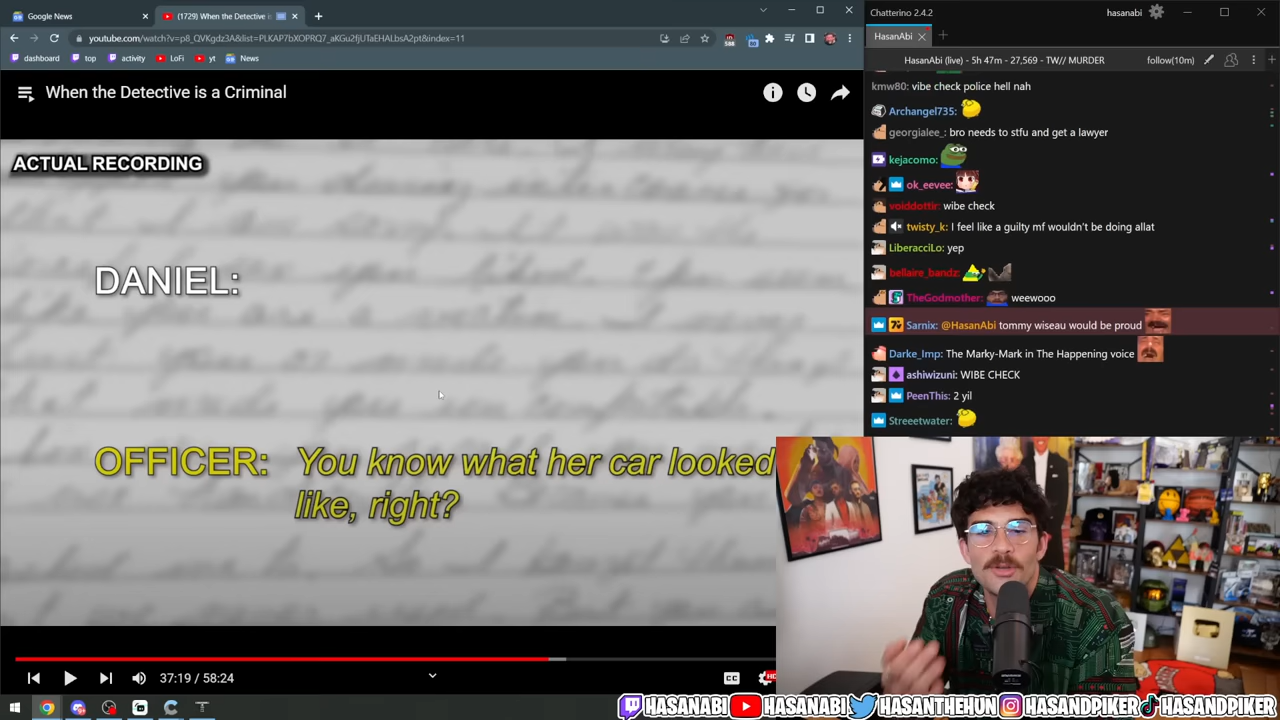 Google News
(1729) When the Detective is
youtube.com/watch?v=p8_QVKgdz3A&list=PLKAP7bXOPRQ7_aKGu2fjUTaEHALbsA2pt&index=11
588
60
dashboard
top
activity
LoFi
yt
News
When the Detective is a Criminal
ACTUAL RECORDING
DANIEL:
OFFICER: You know what her car looked
like, right?
37:19 / 58:24
CC
HD
Chatterino 2.4.2
hasanabi
HasanAbi
HasanAbi (live) - 5h 47m - 27,569 - TW// MURDER
follow(10m)
kmw80: vibe check police hell nah
Archangel735:
georgialee_: bro needs to stfu and get a lawyer
kejacomo:
ok_eevee:
voiddottir: wibe check
twisty_k: I feel like a guilty mf wouldn't be doing allat
LiberacciLo: yep
bellaire_bandz:
TheGodmother: weewooo
Sarnix: @HasanAbi tommy wiseau would be proud
Darke_Imp: The Marky-Mark in The Happening voice
ashiwizuni: WIBE CHECK
PeenThis: 2 yil
Streeetwater:
HASANABI HASANABI HASANTHEHUN HASANDPIKER HASANDPIKER